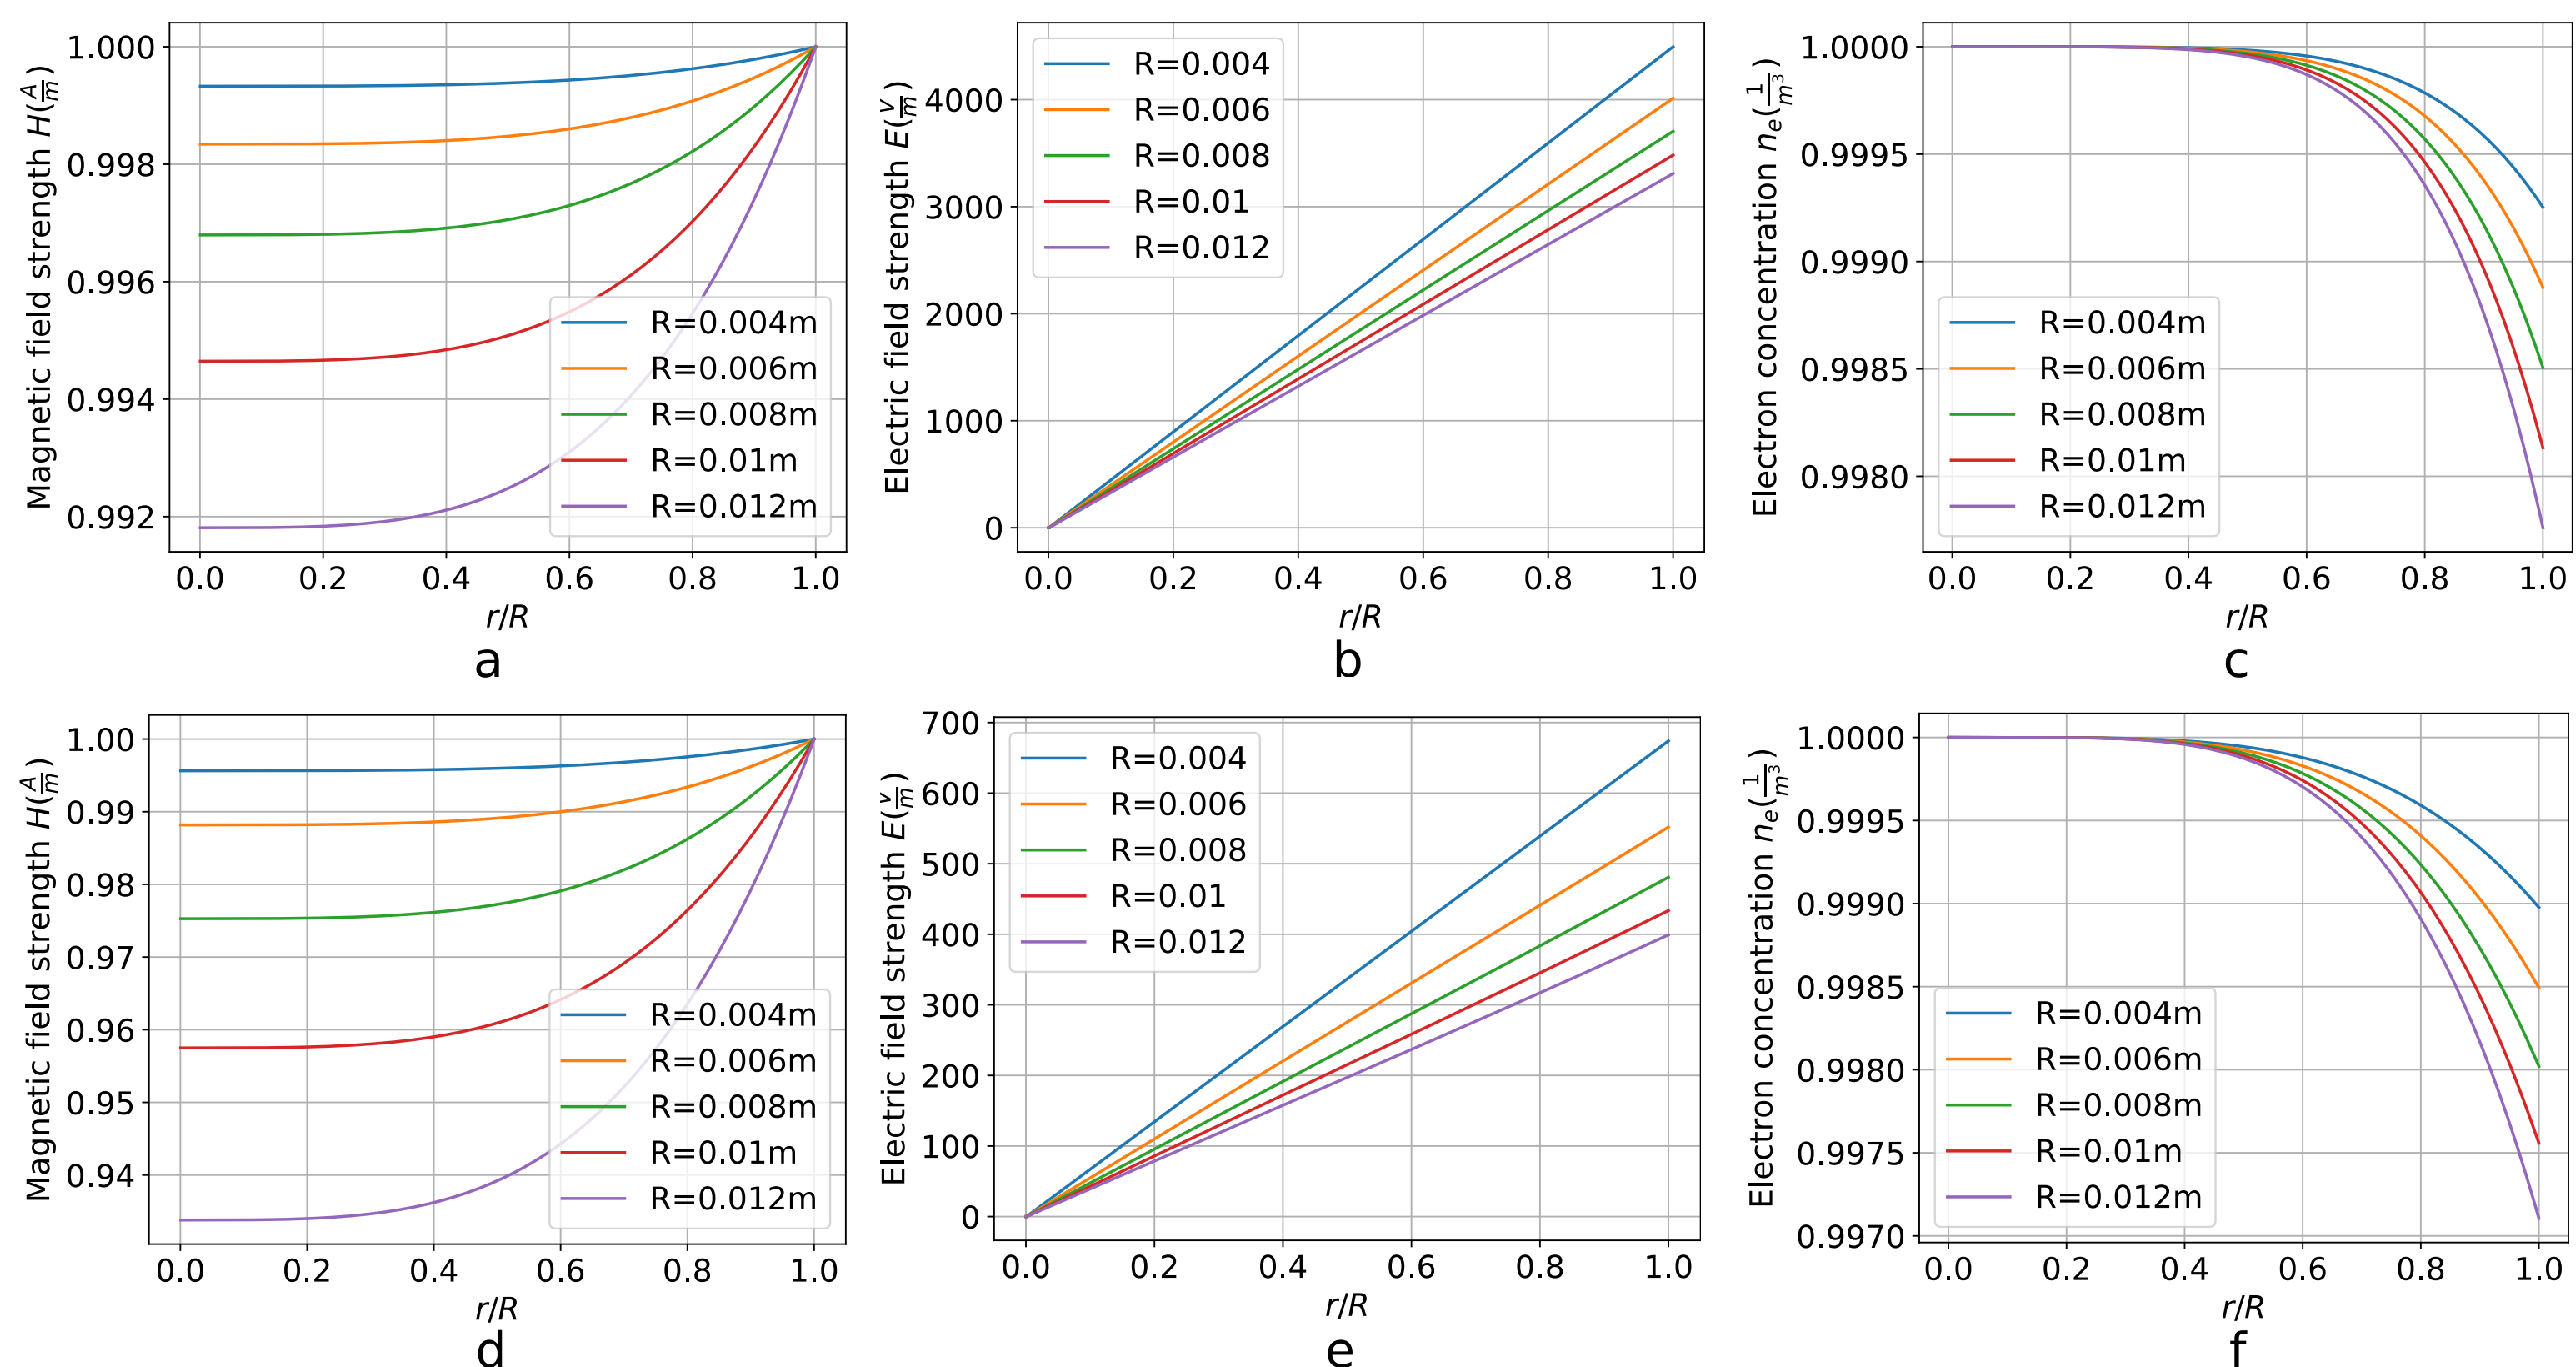 Magnetic field strength H(A/m)
1.000
0.998
0.996
0.994
0.992
R=0.004m
R=0.006m
R=0.008m
R=0.01m
R=0.012m
0.0 0.2 0.4 0.6 0.8 1.0
r/R
a
Electric field strength E(v/m)
4000
3000
2000
1000
0
R=0.004
R=0.006
R=0.008
R=0.01
R=0.012
0.0 0.2 0.4 0.6 0.8 1.0
r/R
b
Electron concentration nₑ(1/m³)
1.0000
0.9995
0.9990
0.9985
0.9980
R=0.004m
R=0.006m
R=0.008m
R=0.01m
R=0.012m
0.0 0.2 0.4 0.6 0.8 1.0
r/R
c
Magnetic field strength H(A/m)
1.00
0.99
0.98
0.97
0.96
0.95
0.94
R=0.004m
R=0.006m
R=0.008m
R=0.01m
R=0.012m
0.0 0.2 0.4 0.6 0.8 1.0
r/R
d
Electric field strength E(v/m)
700
600
500
400
300
200
100
0
R=0.004
R=0.006
R=0.008
R=0.01
R=0.012
0.0 0.2 0.4 0.6 0.8 1.0
r/R
e
Electron concentration nₑ(1/m³)
1.0000
0.9995
0.9990
0.9985
0.9980
0.9975
0.9970
R=0.004m
R=0.006m
R=0.008m
R=0.01m
R=0.012m
0.0 0.2 0.4 0.6 0.8 1.0
r/R
f